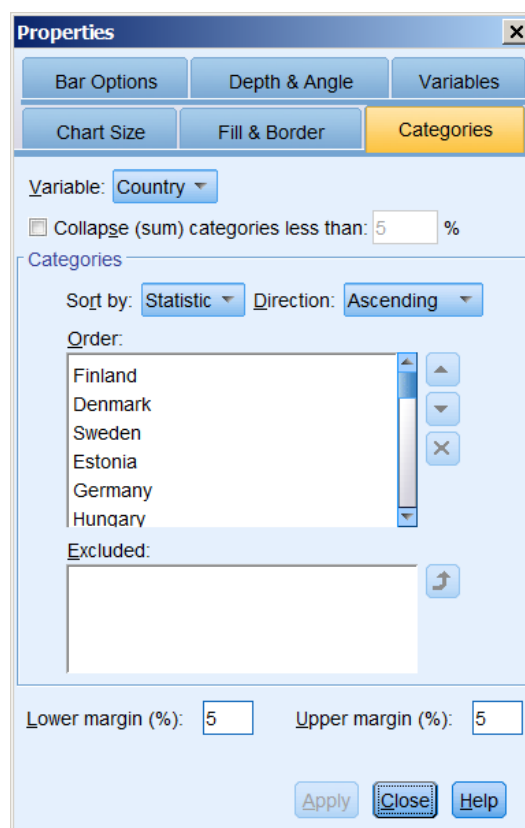 Properties
Bar Options Depth & Angle Variables
Chart Size Fill & Border Categories
Variable: Country
Collapse (sum) categories less than: 5 %
Categories
Sort by: Statistic Direction: Ascending
Order:
Finland
Denmark
Sweden
Estonia
Germany
Hungary
Excluded:
Lower margin (%): 5 Upper margin (%): 5
Apply Close Help